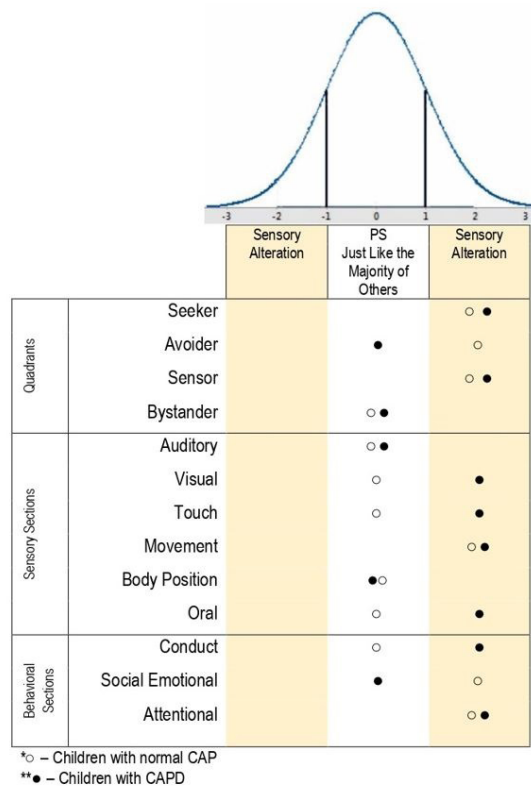 -3 -2 -1 0 1 2 3
Sensory
Alteration
PS
Just Like the
Majority of
Others
Sensory
Alteration
Quadrants
Seeker
Avoider
Sensor
Bystander
Sensory Sections
Auditory
Visual
Touch
Movement
Body Position
Oral
Behavioral
Sections
Conduct
Social Emotional
Attentional
*○ – Children with normal CAP
**● – Children with CAPD